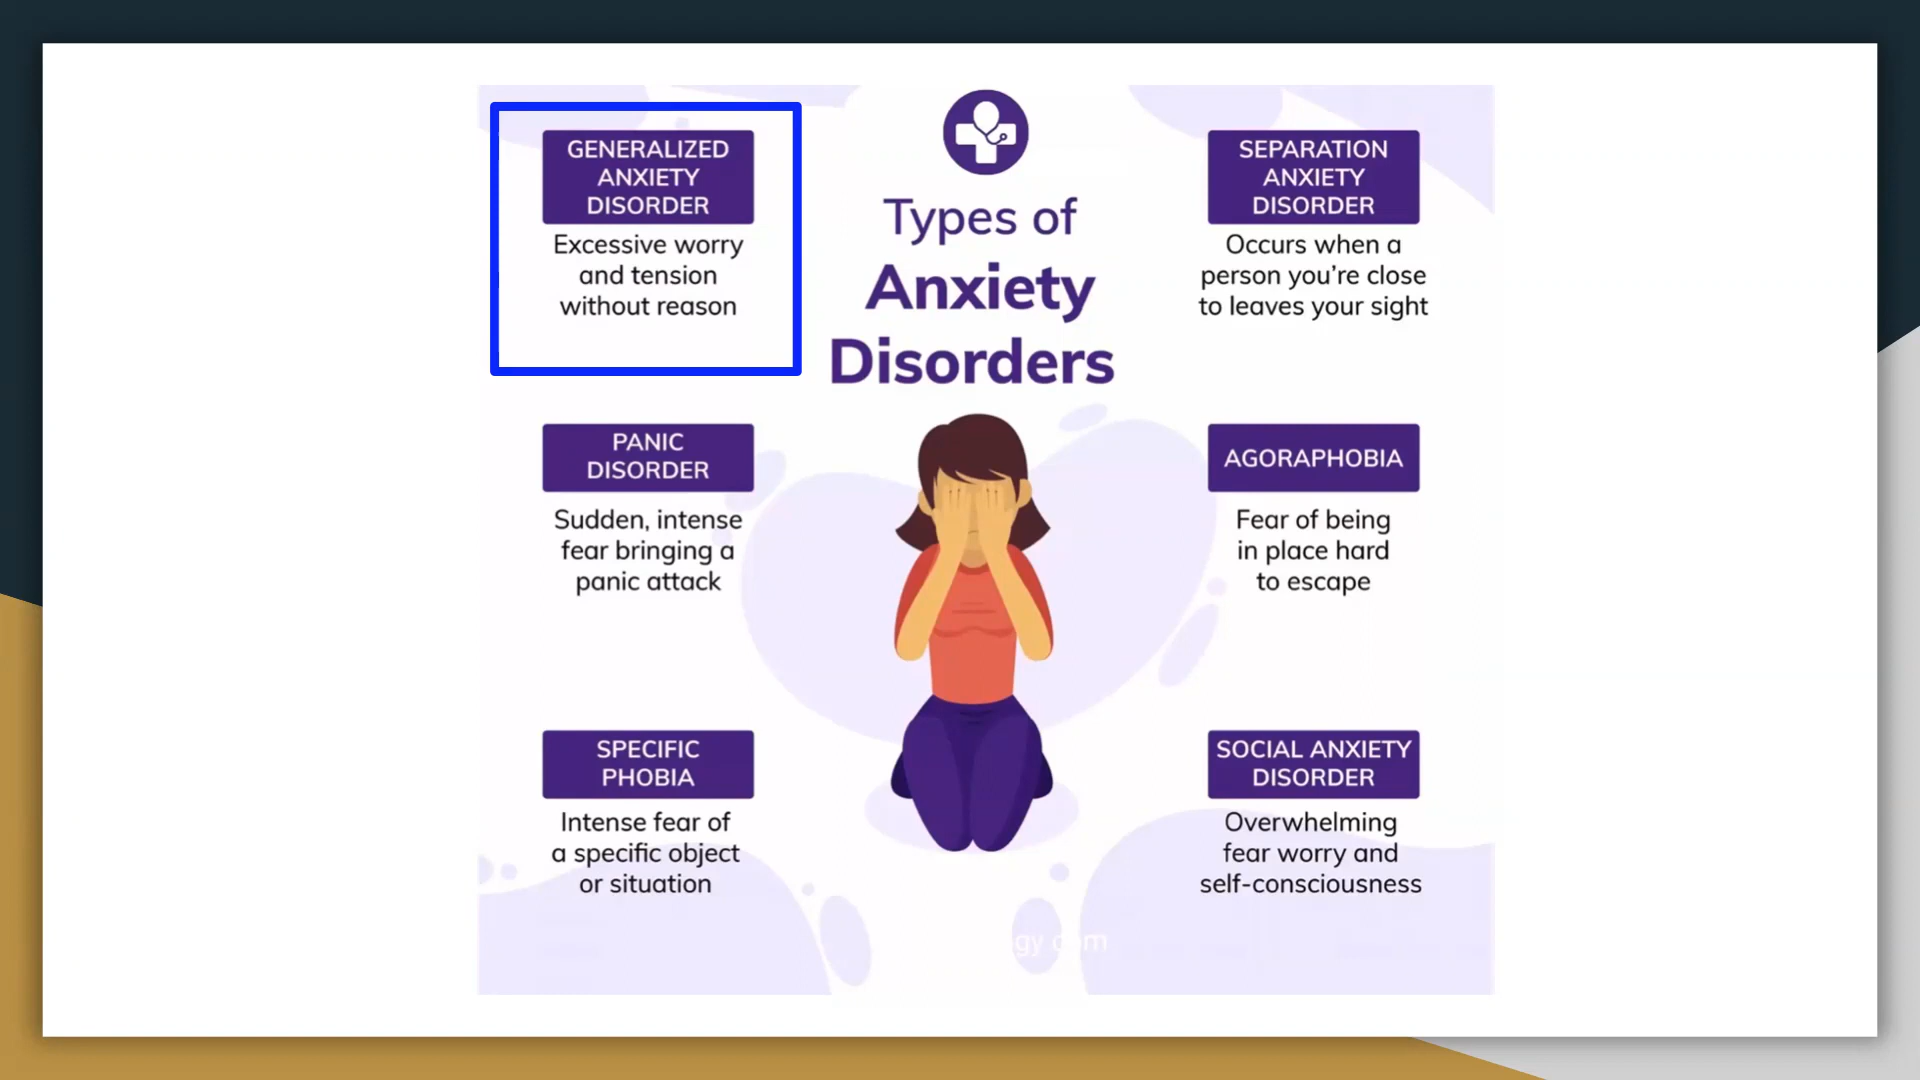 GENERALIZED
ANXIETY
DISORDER
Excessive worry
and tension
without reason
Types of
Anxiety
Disorders
SEPARATION
ANXIETY
DISORDER
Occurs when a
person you’re close
to leaves your sight
PANIC
DISORDER
Sudden, intense
fear bringing a
panic attack
AGORAPHOBIA
Fear of being
in place hard
to escape
SPECIFIC
PHOBIA
Intense fear of
a specific object
or situation
SOCIAL ANXIETY
DISORDER
Overwhelming
fear worry and
self-consciousness